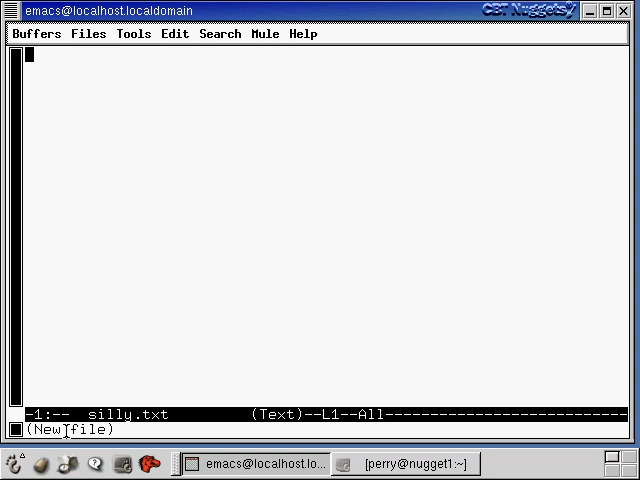 emacs@localhost.localdomain
CBT Nuggets
Buffers Files Tools Edit Search Mule Help
-1:-- silly.txt (Text)--L1--All---------------------------
(New file)
emacs@localhost.lo...
[perry@nugget1:~]